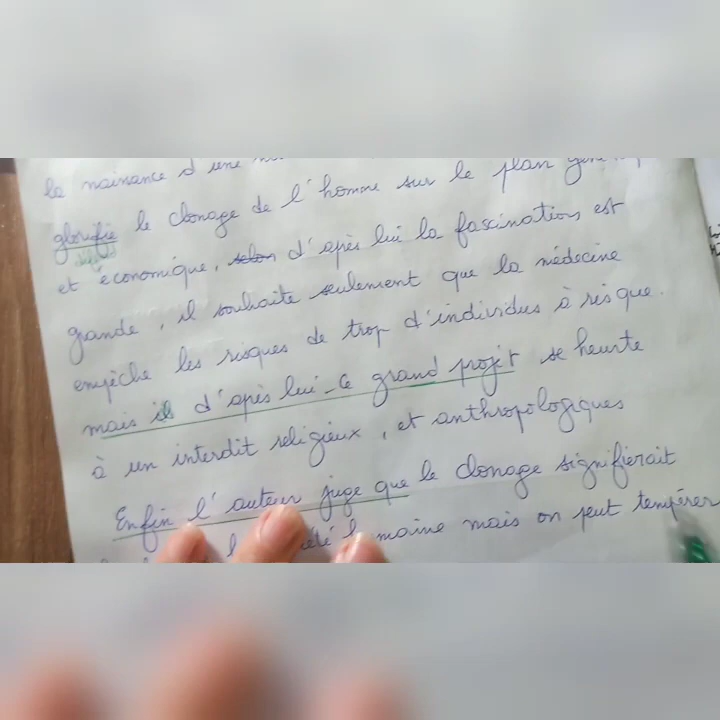 la naissance d'une
glorifie le clonage de l'homme sur le plan
et économique, selon d'après lui la fascination est
grande, il souhaite seulement que la médecine
empêche les risques de trop d'individus à risque.
mais il d'après lui-ce grand projet se heurte
à un interdit religieux, et anthropologiques
Enfin l'auteur juge que le clonage signifierait
maine mais on peut tempérer